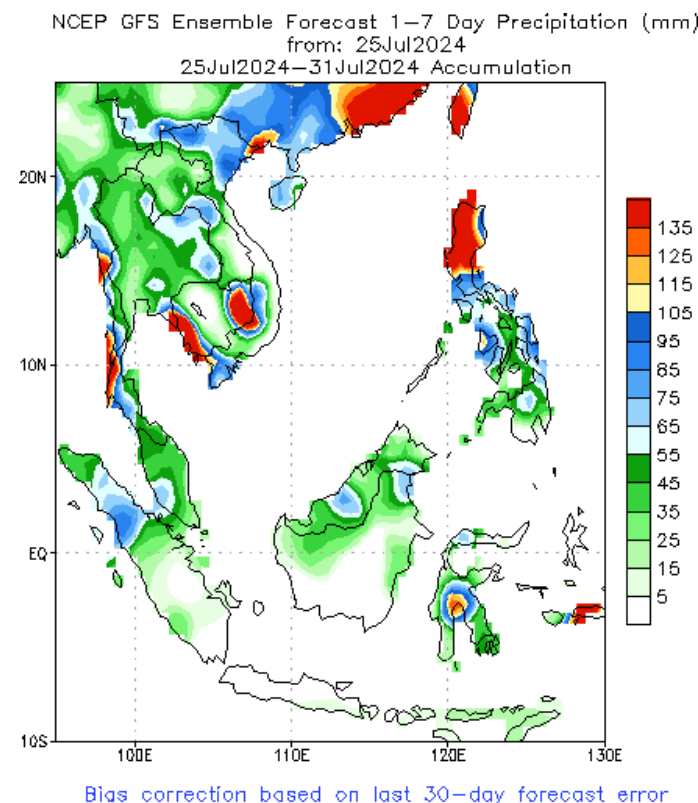 NCEP GFS Ensemble Forecast 1-7 Day Precipitation (mm)
from: 25Jul2024
25Jul2024-31Jul2024 Accumulation
20N
10N
EQ
10S
100E
110E
120E
130E
135
125
115
105
95
85
75
65
55
45
35
25
15
5
Bias correction based on last 30-day forecast error